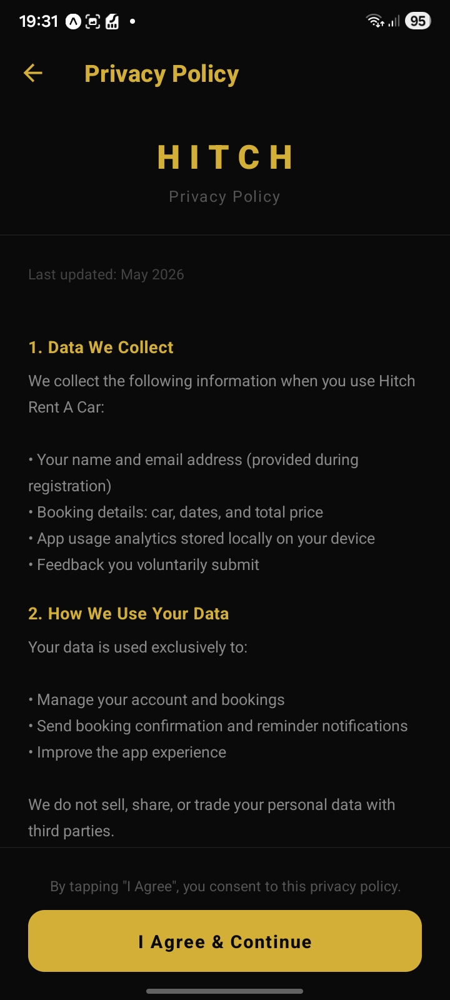 19:31
95
Privacy Policy
HITCH
Privacy Policy
Last updated: May 2026
1. Data We Collect
We collect the following information when you use Hitch
Rent A Car:
• Your name and email address (provided during
registration)
• Booking details: car, dates, and total price
• App usage analytics stored locally on your device
• Feedback you voluntarily submit
2. How We Use Your Data
Your data is used exclusively to:
• Manage your account and bookings
• Send booking confirmation and reminder notifications
• Improve the app experience
We do not sell, share, or trade your personal data with
third parties.
By tapping "I Agree", you consent to this privacy policy.
I Agree & Continue